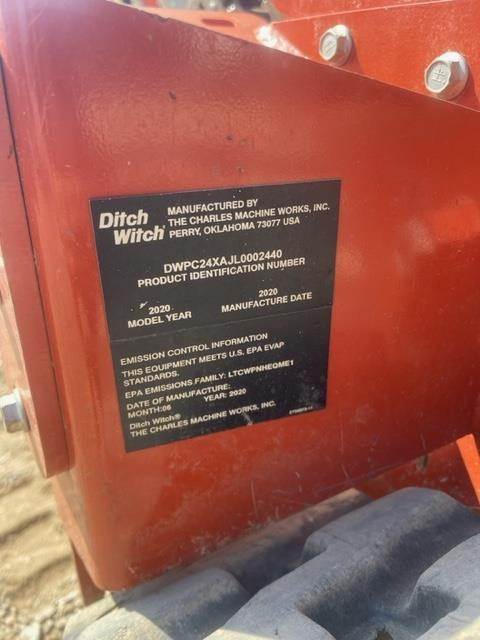 Ditch
Witch
MANUFACTURED BY
THE CHARLES MACHINE WORKS, INC.
PERRY, OKLAHOMA 73077 USA
DWPC24XAJL0002440
PRODUCT IDENTIFICATION NUMBER
2020
MODEL YEAR
2020
MANUFACTURE DATE
EMISSION CONTROL INFORMATION
THIS EQUIPMENT MEETS U.S. EPA EVAP
STANDARDS.
EPA EMISSIONS FAMILY: LTCWPNHEQME1
DATE OF MANUFACTURE:
MONTH:06 YEAR: 2020
Ditch Witch®
THE CHARLES MACHINE WORKS, INC.